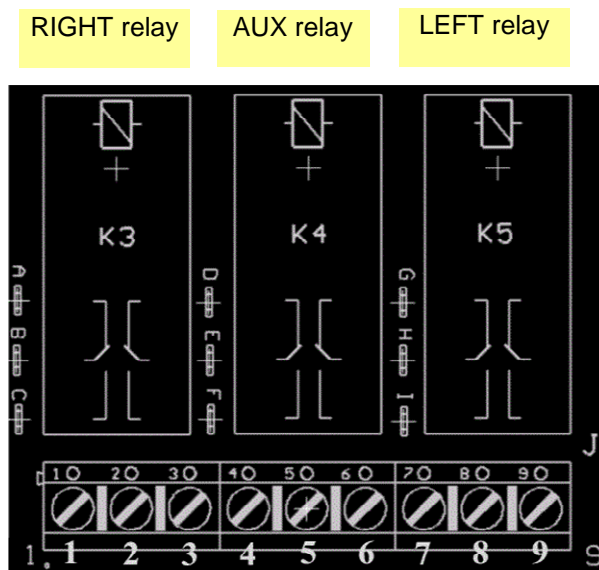 RIGHT relay AUX relay LEFT relay
K3 K4 K5
A D G
B E H
C F I
J
1 2 3 4 5 6 7 8 9
1. 1 2 3 4 5 6 7 8 9 9